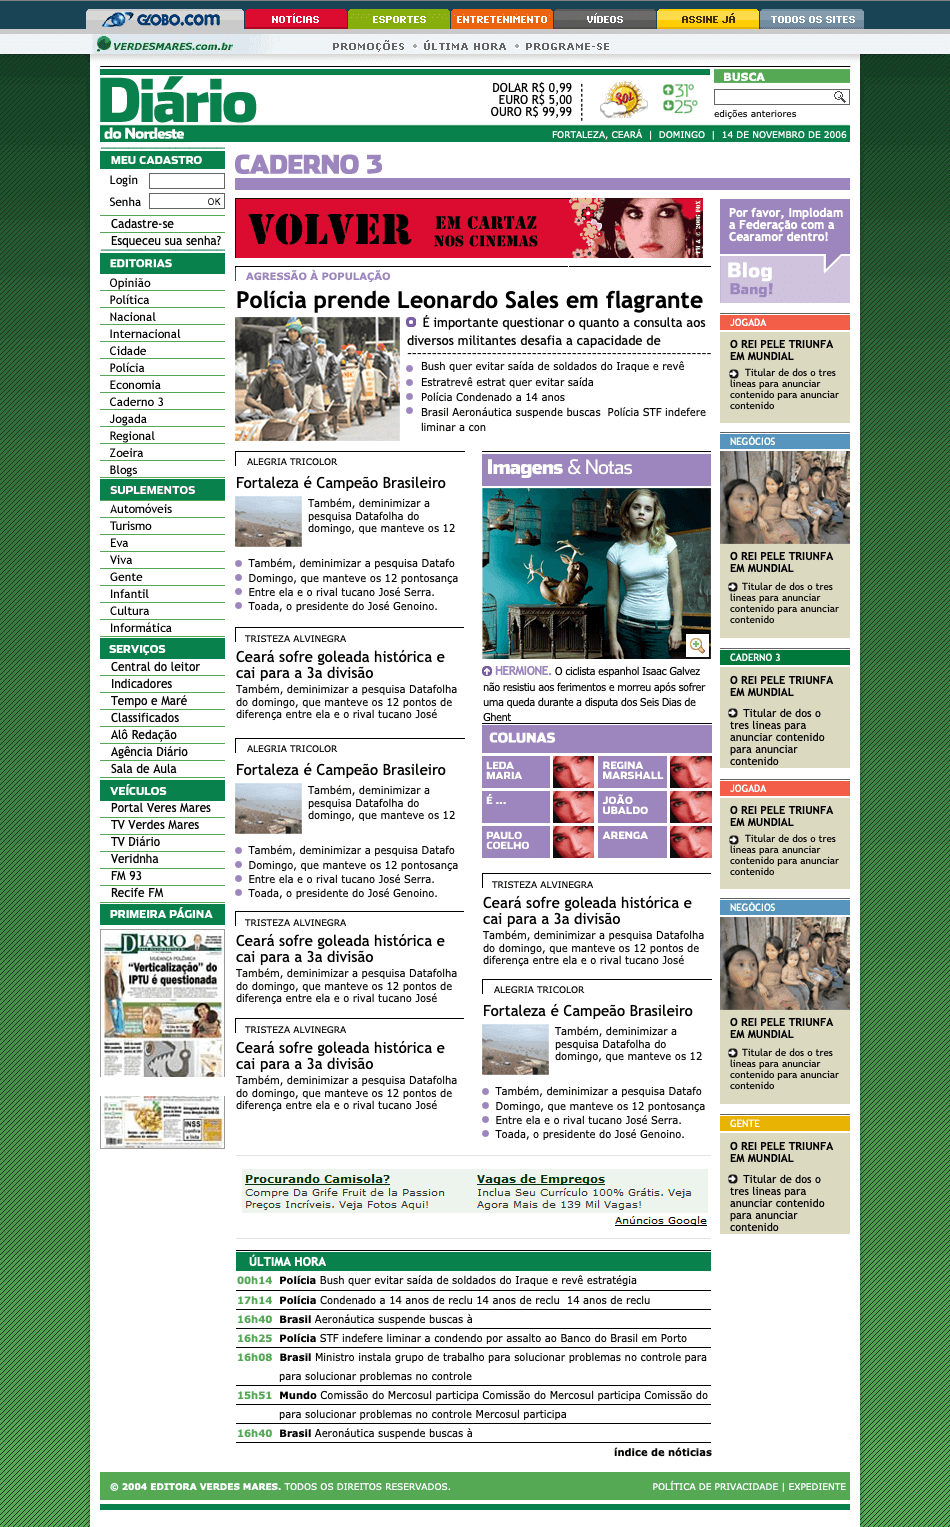 GLOBO.COM
NOTÍCIAS
ESPORTES
ENTRETENIMENTO
VÍDEOS
ASSINE JÁ
TODOS OS SITES
VERDESMARES.com.br
PROMOÇÕES • ÚLTIMA HORA • PROGRAME-SE
Diário
do Nordeste
DOLAR R$ 0,99
EURO R$ 5,00
OURO R$ 99,99
SOL
31°
25°
BUSCA
edições anteriores
FORTALEZA, CEARÁ | DOMINGO | 14 DE NOVEMBRO DE 2006
MEU CADASTRO
Login
Senha
OK
Cadastre-se
Esqueceu sua senha?
EDITORIAS
Opinião
Política
Nacional
Internacional
Cidade
Polícia
Economia
Caderno 3
Jogada
Regional
Zoeira
Blogs
SUPLEMENTOS
Automóveis
Turismo
Eva
Viva
Gente
Infantil
Cultura
Informática
SERVIÇOS
Central do leitor
Indicadores
Tempo e Maré
Classificados
Alô Redação
Agência Diário
Sala de Aula
VEÍCULOS
Portal Veres Mares
TV Verdes Mares
TV Diário
Veridnha
FM 93
Recife FM
PRIMEIRA PÁGINA
DIÁRIO
MUDANÇA POLÊMICA
“Verticalização” do
IPTU é questionada
INSS
CADERNO 3
VOLVER
EM CARTAZ
NOS CINEMAS
AGRESSÃO À POPULAÇÃO
Polícia prende Leonardo Sales em flagrante
É importante questionar o quanto a consulta aos
diversos militantes desafia a capacidade de
Bush quer evitar saída de soldados do Iraque e revê
Estratrevê estrat quer evitar saída
Polícia Condenado a 14 anos
Brasil Aeronáutica suspende buscas Polícia STF indefere
liminar a con
ALEGRIA TRICOLOR
Fortaleza é Campeão Brasileiro
Também, deminimizar a
pesquisa Datafolha do
domingo, que manteve os 12
Também, deminimizar a pesquisa Datafo
Domingo, que manteve os 12 pontosança
Entre ela e o rival tucano José Serra.
Toada, o presidente do José Genoino.
TRISTEZA ALVINEGRA
Ceará sofre goleada histórica e
cai para a 3a divisão
Também, deminimizar a pesquisa Datafolha
do domingo, que manteve os 12 pontos de
diferença entre ela e o rival tucano José
ALEGRIA TRICOLOR
Fortaleza é Campeão Brasileiro
Também, deminimizar a
pesquisa Datafolha do
domingo, que manteve os 12
Também, deminimizar a pesquisa Datafo
Domingo, que manteve os 12 pontosança
Entre ela e o rival tucano José Serra.
Toada, o presidente do José Genoino.
TRISTEZA ALVINEGRA
Ceará sofre goleada histórica e
cai para a 3a divisão
Também, deminimizar a pesquisa Datafolha
do domingo, que manteve os 12 pontos de
diferença entre ela e o rival tucano José
TRISTEZA ALVINEGRA
Ceará sofre goleada histórica e
cai para a 3a divisão
Também, deminimizar a pesquisa Datafolha
do domingo, que manteve os 12 pontos de
diferença entre ela e o rival tucano José
Imagens & Notas
HERMIONE. O ciclista espanhol Isaac Galvez
não resistiu aos ferimentos e morreu após sofrer
uma queda durante a disputa dos Seis Dias de
Ghent
COLUNAS
LEDA
MARIA
REGINA
MARSHALL
É ...
JOÃO
UBALDO
PAULO
COELHO
ARENGA
TRISTEZA ALVINEGRA
Ceará sofre goleada histórica e
cai para a 3a divisão
Também, deminimizar a pesquisa Datafolha
do domingo, que manteve os 12 pontos de
diferença entre ela e o rival tucano José
ALEGRIA TRICOLOR
Fortaleza é Campeão Brasileiro
Também, deminimizar a
pesquisa Datafolha do
domingo, que manteve os 12
Também, deminimizar a pesquisa Datafo
Domingo, que manteve os 12 pontosança
Entre ela e o rival tucano José Serra.
Toada, o presidente do José Genoino.
Por favor, Implodam
a Federação com a
Cearamor dentro!
Blog
Bang!
JOGADA
O REI PELE TRIUNFA
EM MUNDIAL
Titular de dos o tres
lineas para anunciar
contenido para anunciar
contenido
NEGÓCIOS
O REI PELE TRIUNFA
EM MUNDIAL
Titular de dos o tres
lineas para anunciar
contenido para anunciar
contenido
CADERNO 3
O REI PELE TRIUNFA
EM MUNDIAL
Titular de dos o
tres lineas para
anunciar contenido
para anunciar
contenido
JOGADA
O REI PELE TRIUNFA
EM MUNDIAL
Titular de dos o tres
lineas para anunciar
contenido para anunciar
contenido
NEGÓCIOS
O REI PELE TRIUNFA
EM MUNDIAL
Titular de dos o tres
lineas para anunciar
contenido para anunciar
contenido
GENTE
O REI PELE TRIUNFA
EM MUNDIAL
Titular de dos o
tres lineas para
anunciar contenido
para anunciar
contenido
Procurando Camisola?
Compre Da Grife Fruit de la Passion
Preços Incríveis. Veja Fotos Aqui!
Vagas de Empregos
Inclua Seu Currículo 100% Grátis. Veja
Agora Mais de 139 Mil Vagas!
Anúncios Google
ÚLTIMA HORA
00h14 Polícia Bush quer evitar saída de soldados do Iraque e revê estratégia
17h14 Polícia Condenado a 14 anos de reclu 14 anos de reclu 14 anos de reclu
16h40 Brasil Aeronáutica suspende buscas à
16h25 Polícia STF indefere liminar a condendo por assalto ao Banco do Brasil em Porto
16h08 Brasil Ministro instala grupo de trabalho para solucionar problemas no controle para
para solucionar problemas no controle
15h51 Mundo Comissão do Mercosul participa Comissão do Mercosul participa Comissão do
para solucionar problemas no controle Mercosul participa
16h40 Brasil Aeronáutica suspende buscas à
índice de nóticias
© 2004 EDITORA VERDES MARES. TODOS OS DIREITOS RESERVADOS.
POLÍTICA DE PRIVACIDADE | EXPEDIENTE